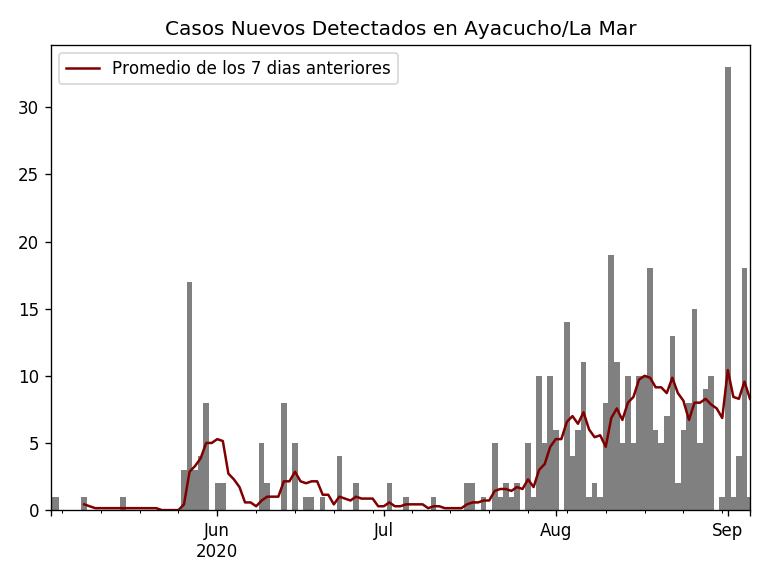 Casos Nuevos Detectados en Ayacucho/La Mar
Promedio de los 7 dias anteriores
30
25
20
15
10
5
0
Jun Jul Aug Sep
2020